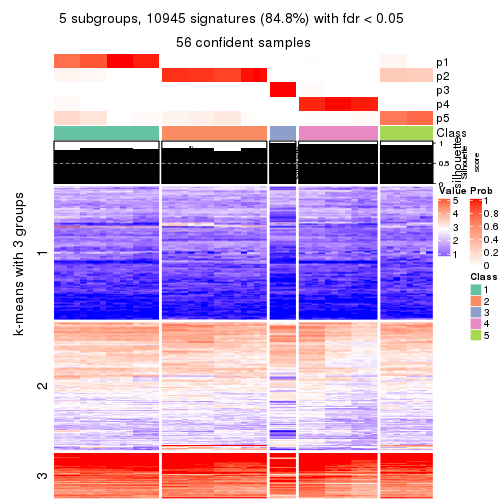 5 subgroups, 10945 signatures (84.8%) with fdr < 0.05
56 confident samples
p1
p2
p3
p4
p5
Class
1
0.5
0
silhouette
Silhouette
score
k-means with 3 groups
1
2
3
Value
5
4
3
2
1
Prob
1
0.8
0.6
0.4
0.2
0
Class
1
2
3
4
5